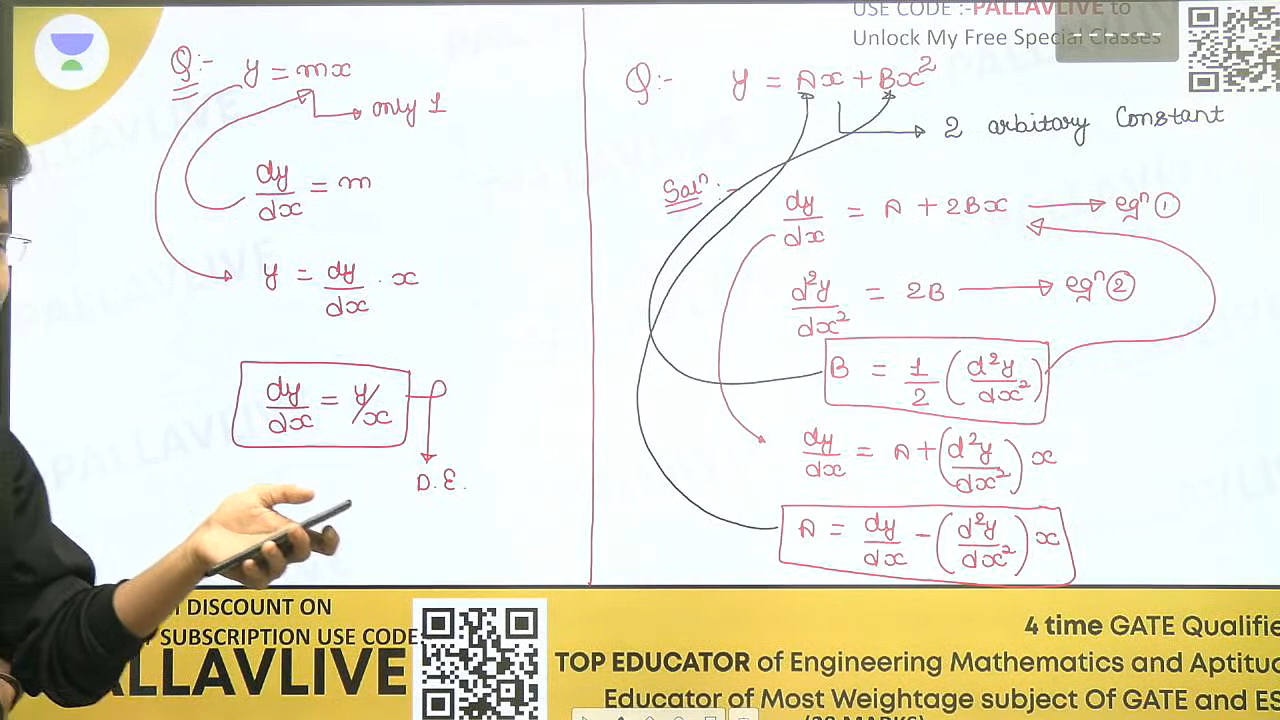 USE CODE :-PALLAVLIVE to
Unlock My Free Special Classes
Q:- y = mx
only 1
dy/dx = m
y = dy/dx · x
dy/dx = y/x
D.E.
Q:- y = Ax + Bx²
2 arbitary Constant
Solⁿ:-
dy/dx = A + 2Bx → eqⁿ ①
d²y/dx² = 2B → eqⁿ ②
B = 1/2 (d²y/dx²)
dy/dx = A + (d²y/dx²) x
A = dy/dx - (d²y/dx²) x
DISCOUNT ON
SUBSCRIPTION USE CODE:
ALLAVLIVE
4 time GATE Qualifie
TOP EDUCATOR of Engineering Mathematics and Aptitud
Educator of Most Weightage subject Of GATE and ES